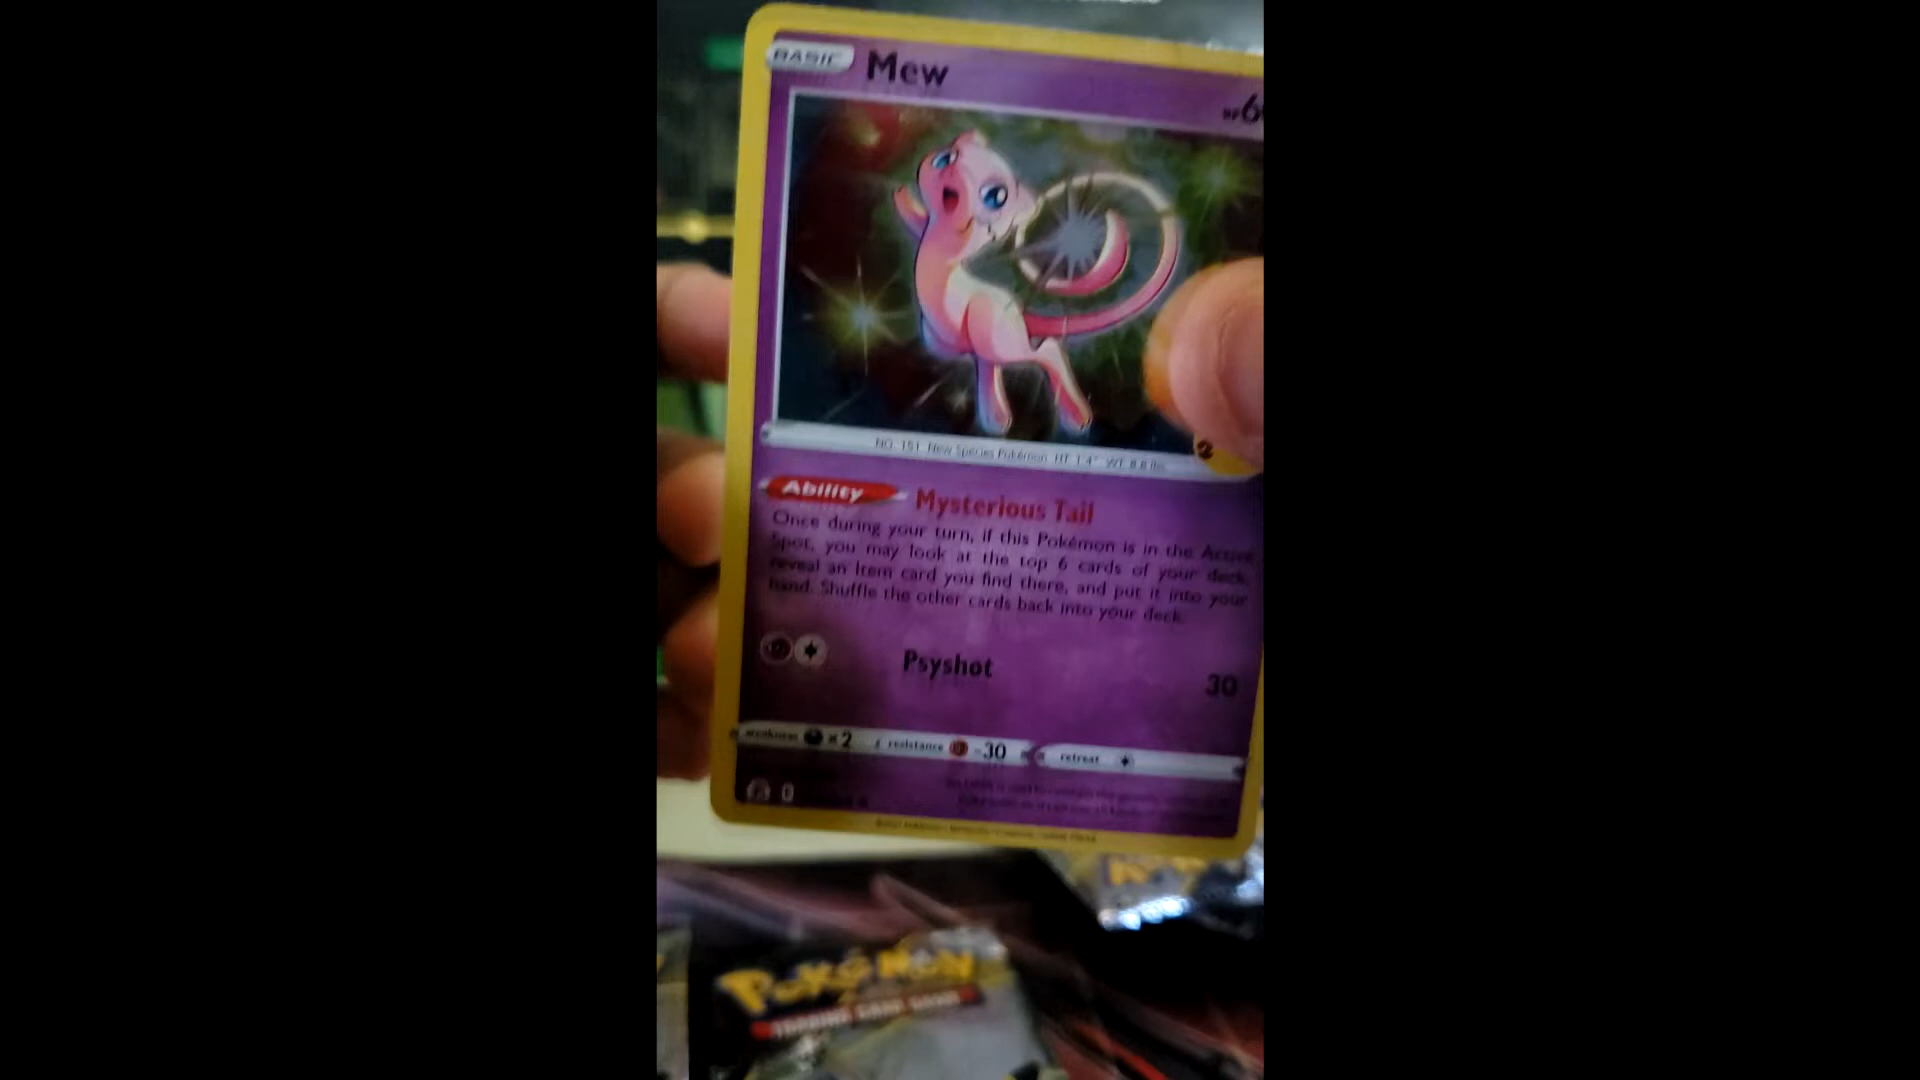 BASIC Mew
HP 6
NO. 151 New Species Pokémon HT 1'4" WT 8.8 lbs.
Ability Mysterious Tail
Once during your turn, if this Pokémon is in the Active
Spot, you may look at the top 6 cards of your deck,
reveal an Item card you find there, and put it into your
hand. Shuffle the other cards back into your deck.
Psyshot 30
weakness ×2 resistance -30 retreat
Pokémon
TRADING CARD GAME